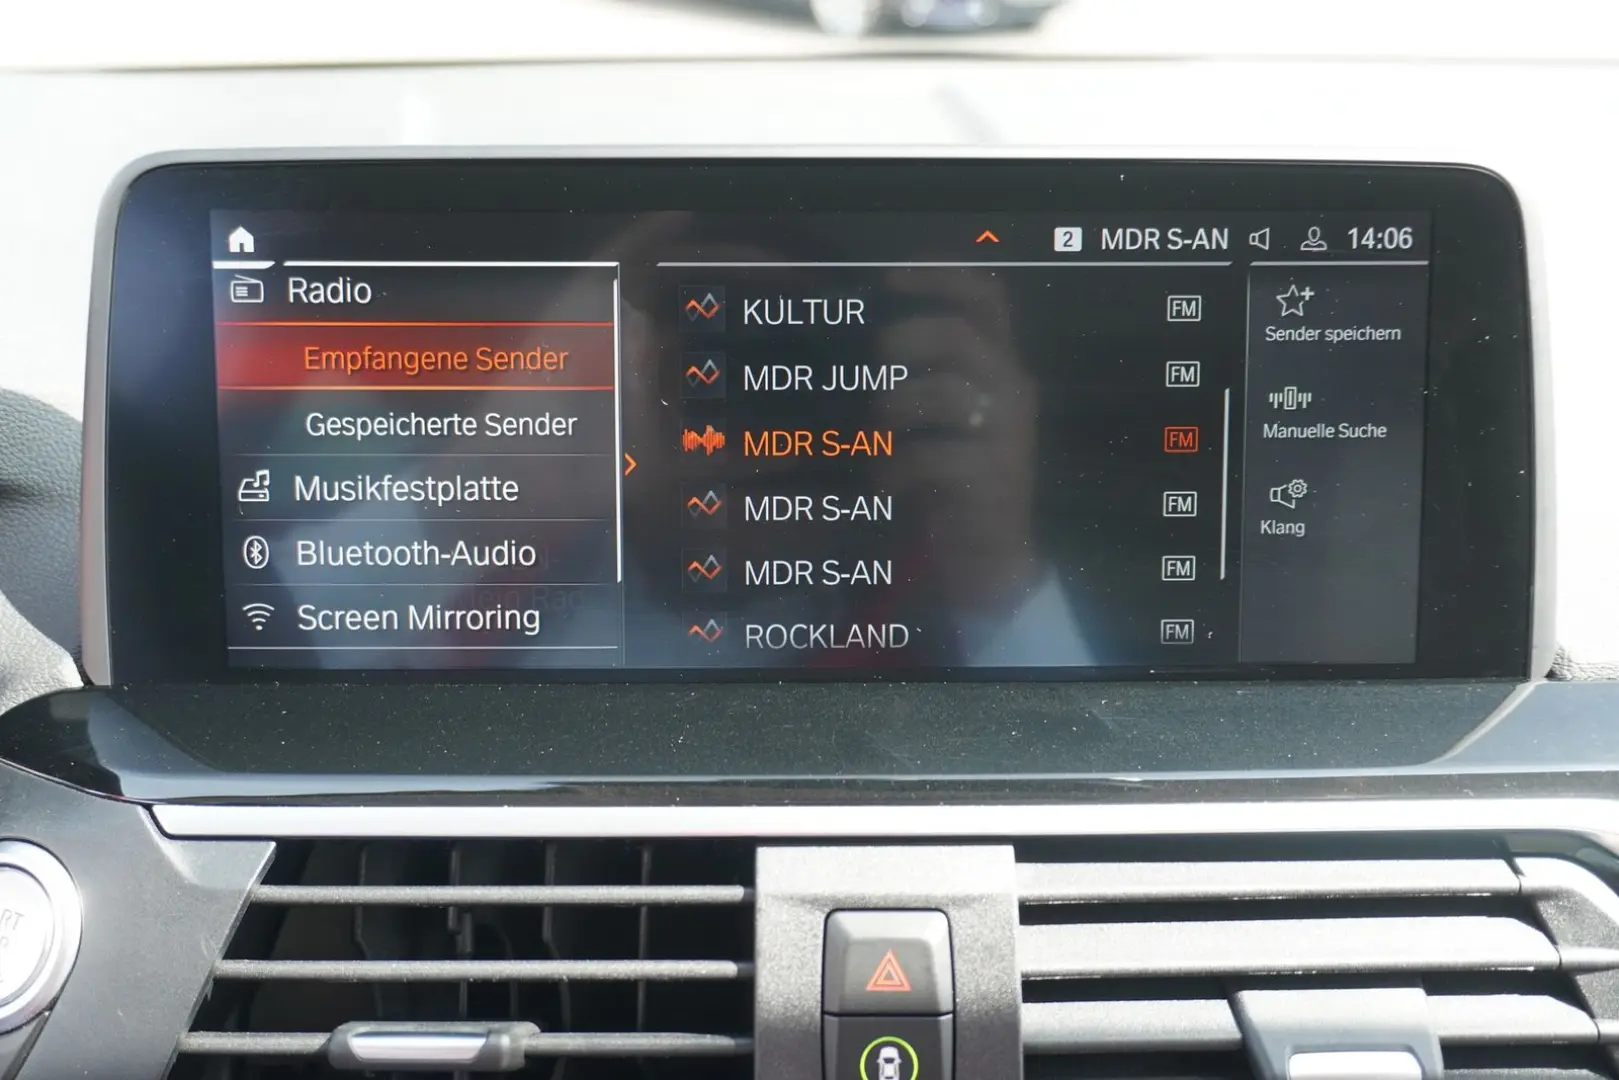 2 MDR S-AN 14:06
Radio
Empfangene Sender
Gespeicherte Sender
Musikfestplatte
Bluetooth-Audio
Screen Mirroring
KULTUR FM
MDR JUMP FM
MDR S-AN FM
MDR S-AN FM
MDR S-AN FM
ROCKLAND FM
Sender speichern
Manuelle Suche
Klang